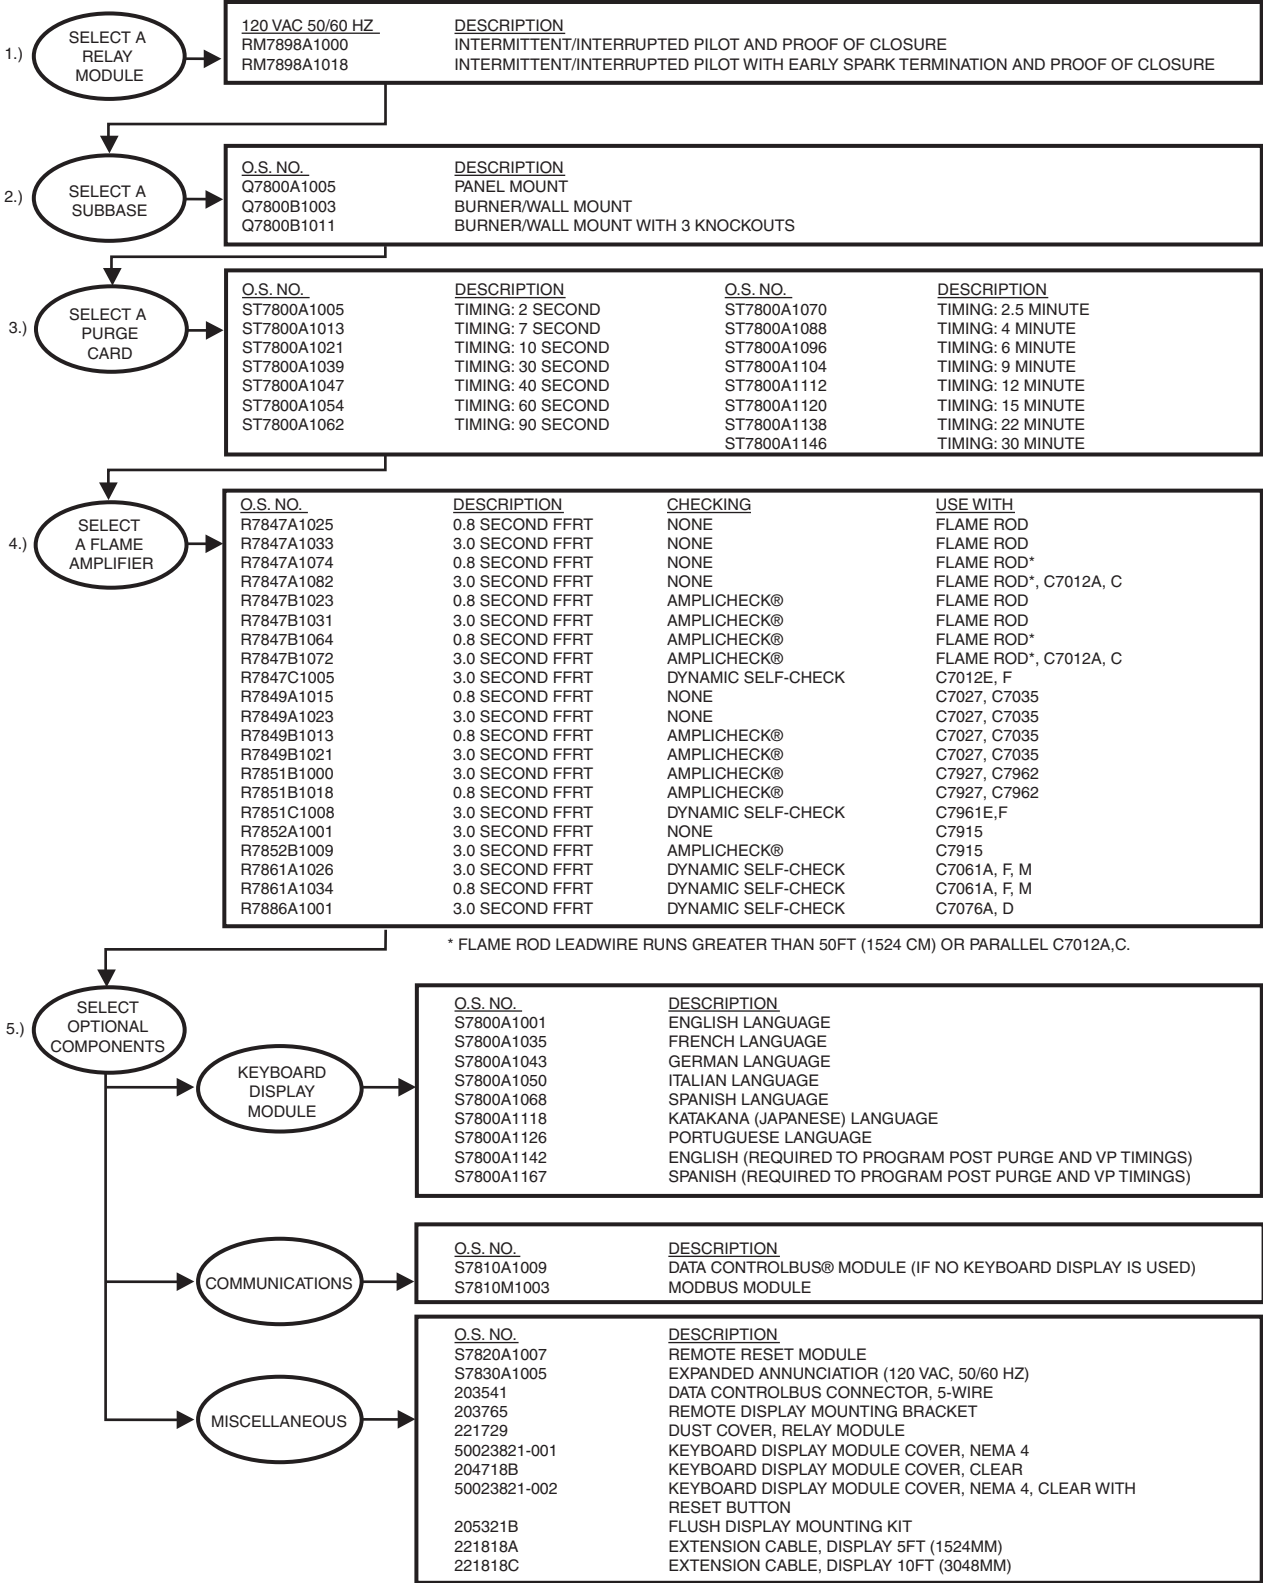 1.)
SELECT A
RELAY
MODULE
120 VAC 50/60 HZ DESCRIPTION
RM7898A1000 INTERMITTENT/INTERRUPTED PILOT AND PROOF OF CLOSURE
RM7898A1018 INTERMITTENT/INTERRUPTED PILOT WITH EARLY SPARK TERMINATION AND PROOF OF CLOSURE
2.)
SELECT A
SUBBASE
O.S. NO. DESCRIPTION
Q7800A1005 PANEL MOUNT
Q7800B1003 BURNER/WALL MOUNT
Q7800B1011 BURNER/WALL MOUNT WITH 3 KNOCKOUTS
3.)
SELECT A
PURGE
CARD
O.S. NO. DESCRIPTION O.S. NO. DESCRIPTION
ST7800A1005 TIMING: 2 SECOND ST7800A1070 TIMING: 2.5 MINUTE
ST7800A1013 TIMING: 7 SECOND ST7800A1088 TIMING: 4 MINUTE
ST7800A1021 TIMING: 10 SECOND ST7800A1096 TIMING: 6 MINUTE
ST7800A1039 TIMING: 30 SECOND ST7800A1104 TIMING: 9 MINUTE
ST7800A1047 TIMING: 40 SECOND ST7800A1112 TIMING: 12 MINUTE
ST7800A1054 TIMING: 60 SECOND ST7800A1120 TIMING: 15 MINUTE
ST7800A1062 TIMING: 90 SECOND ST7800A1138 TIMING: 22 MINUTE
ST7800A1146 TIMING: 30 MINUTE
4.)
SELECT
A FLAME
AMPLIFIER
O.S. NO. DESCRIPTION CHECKING USE WITH
R7847A1025 0.8 SECOND FFRT NONE FLAME ROD
R7847A1033 3.0 SECOND FFRT NONE FLAME ROD
R7847A1074 0.8 SECOND FFRT NONE FLAME ROD*
R7847A1082 3.0 SECOND FFRT NONE FLAME ROD*, C7012A, C
R7847B1023 0.8 SECOND FFRT AMPLICHECK® FLAME ROD
R7847B1031 3.0 SECOND FFRT AMPLICHECK® FLAME ROD
R7847B1064 0.8 SECOND FFRT AMPLICHECK® FLAME ROD*
R7847B1072 3.0 SECOND FFRT AMPLICHECK® FLAME ROD*, C7012A, C
R7847C1005 3.0 SECOND FFRT DYNAMIC SELF-CHECK C7012E, F
R7849A1015 0.8 SECOND FFRT NONE C7027, C7035
R7849A1023 3.0 SECOND FFRT NONE C7027, C7035
R7849B1013 0.8 SECOND FFRT AMPLICHECK® C7027, C7035
R7849B1021 3.0 SECOND FFRT AMPLICHECK® C7027, C7035
R7851B1000 3.0 SECOND FFRT AMPLICHECK® C7927, C7962
R7851B1018 0.8 SECOND FFRT AMPLICHECK® C7927, C7962
R7851C1008 3.0 SECOND FFRT DYNAMIC SELF-CHECK C7961E,F
R7852A1001 3.0 SECOND FFRT NONE C7915
R7852B1009 3.0 SECOND FFRT AMPLICHECK® C7915
R7861A1026 3.0 SECOND FFRT DYNAMIC SELF-CHECK C7061A, F, M
R7861A1034 0.8 SECOND FFRT DYNAMIC SELF-CHECK C7061A, F, M
R7886A1001 3.0 SECOND FFRT DYNAMIC SELF-CHECK C7076A, D
* FLAME ROD LEADWIRE RUNS GREATER THAN 50FT (1524 CM) OR PARALLEL C7012A,C.
5.)
SELECT
OPTIONAL
COMPONENTS
KEYBOARD
DISPLAY
MODULE
O.S. NO. DESCRIPTION
S7800A1001 ENGLISH LANGUAGE
S7800A1035 FRENCH LANGUAGE
S7800A1043 GERMAN LANGUAGE
S7800A1050 ITALIAN LANGUAGE
S7800A1068 SPANISH LANGUAGE
S7800A1118 KATAKANA (JAPANESE) LANGUAGE
S7800A1126 PORTUGUESE LANGUAGE
S7800A1142 ENGLISH (REQUIRED TO PROGRAM POST PURGE AND VP TIMINGS)
S7800A1167 SPANISH (REQUIRED TO PROGRAM POST PURGE AND VP TIMINGS)
COMMUNICATIONS
O.S. NO. DESCRIPTION
S7810A1009 DATA CONTROLBUS® MODULE (IF NO KEYBOARD DISPLAY IS USED)
S7810M1003 MODBUS MODULE
MISCELLANEOUS
O.S. NO. DESCRIPTION
S7820A1007 REMOTE RESET MODULE
S7830A1005 EXPANDED ANNUNCIATIOR (120 VAC, 50/60 HZ)
203541 DATA CONTROLBUS CONNECTOR, 5-WIRE
203765 REMOTE DISPLAY MOUNTING BRACKET
221729 DUST COVER, RELAY MODULE
50023821-001 KEYBOARD DISPLAY MODULE COVER, NEMA 4
204718B KEYBOARD DISPLAY MODULE COVER, CLEAR
50023821-002 KEYBOARD DISPLAY MODULE COVER, NEMA 4, CLEAR WITH
RESET BUTTON
205321B FLUSH DISPLAY MOUNTING KIT
221818A EXTENSION CABLE, DISPLAY 5FT (1524MM)
221818C EXTENSION CABLE, DISPLAY 10FT (3048MM)